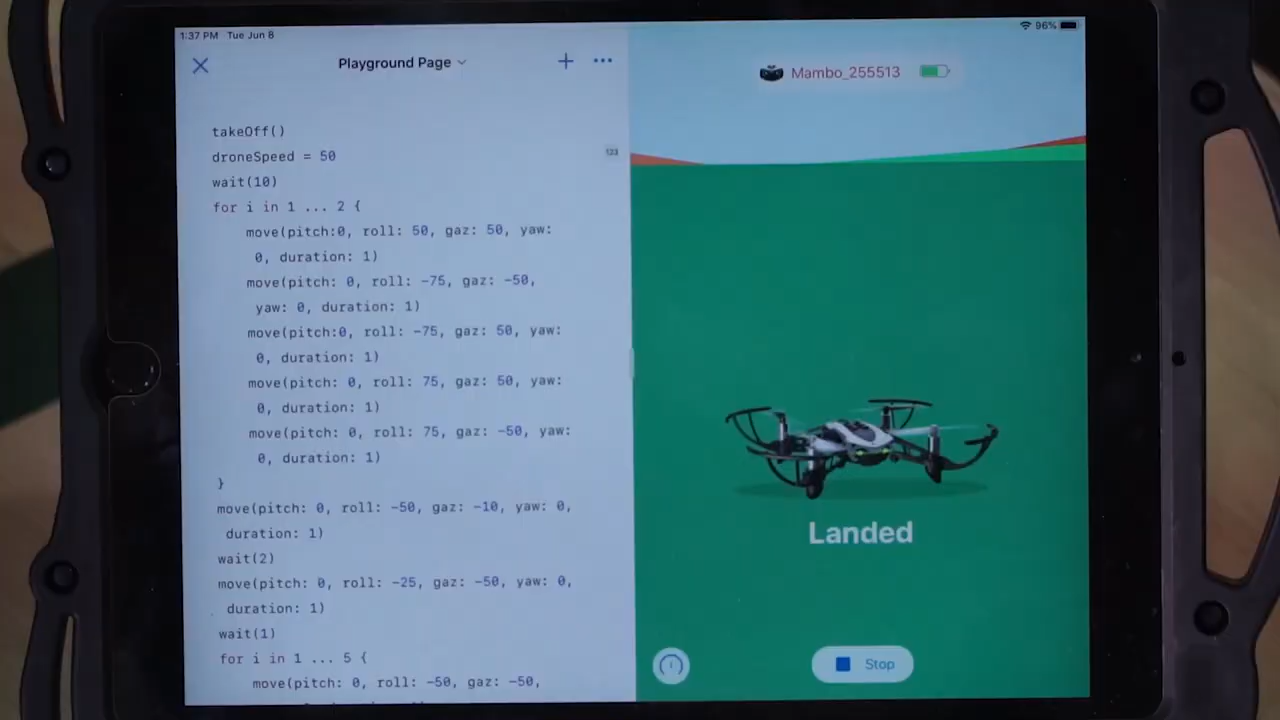 1:37 PM Tue Jun 8
96%
Playground Page
Mambo_255513
takeOff()
droneSpeed = 50
123
wait(10)
for i in 1 ... 2 {
move(pitch:0, roll: 50, gaz: 50, yaw:
0, duration: 1)
move(pitch: 0, roll: -75, gaz: -50,
yaw: 0, duration: 1)
move(pitch:0, roll: -75, gaz: 50, yaw:
0, duration: 1)
move(pitch: 0, roll: 75, gaz: 50, yaw:
0, duration: 1)
move(pitch: 0, roll: 75, gaz: -50, yaw:
0, duration: 1)
}
move(pitch: 0, roll: -50, gaz: -10, yaw: 0,
duration: 1)
wait(2)
move(pitch: 0, roll: -25, gaz: -50, yaw: 0,
duration: 1)
wait(1)
for i in 1 ... 5 {
move(pitch: 0, roll: -50, gaz: -50,
Landed
Stop